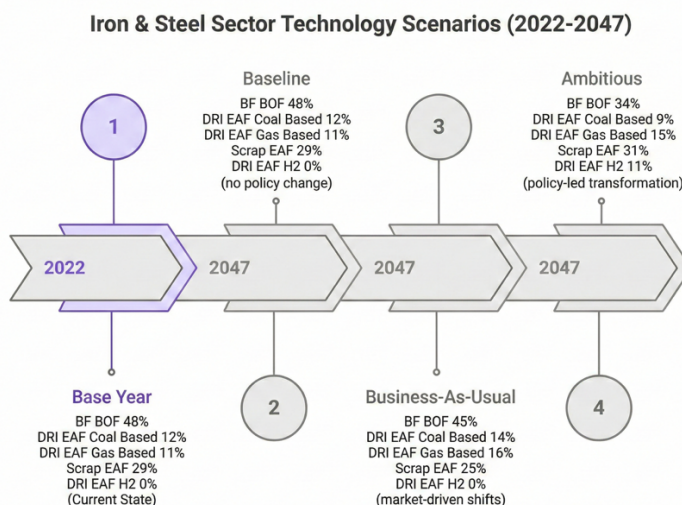 Iron & Steel Sector Technology Scenarios (2022-2047)
1
2022
Base Year
BF BOF 48%
DRI EAF Coal Based 12%
DRI EAF Gas Based 11%
Scrap EAF 29%
DRI EAF H2 0%
(Current State)
Baseline
BF BOF 48%
DRI EAF Coal Based 12%
DRI EAF Gas Based 11%
Scrap EAF 29%
DRI EAF H2 0%
(no policy change)
2047
2
3
2047
Business-As-Usual
BF BOF 45%
DRI EAF Coal Based 14%
DRI EAF Gas Based 16%
Scrap EAF 25%
DRI EAF H2 0%
(market-driven shifts)
Ambitious
BF BOF 34%
DRI EAF Coal Based 9%
DRI EAF Gas Based 15%
Scrap EAF 31%
DRI EAF H2 11%
(policy-led transformation)
2047
4